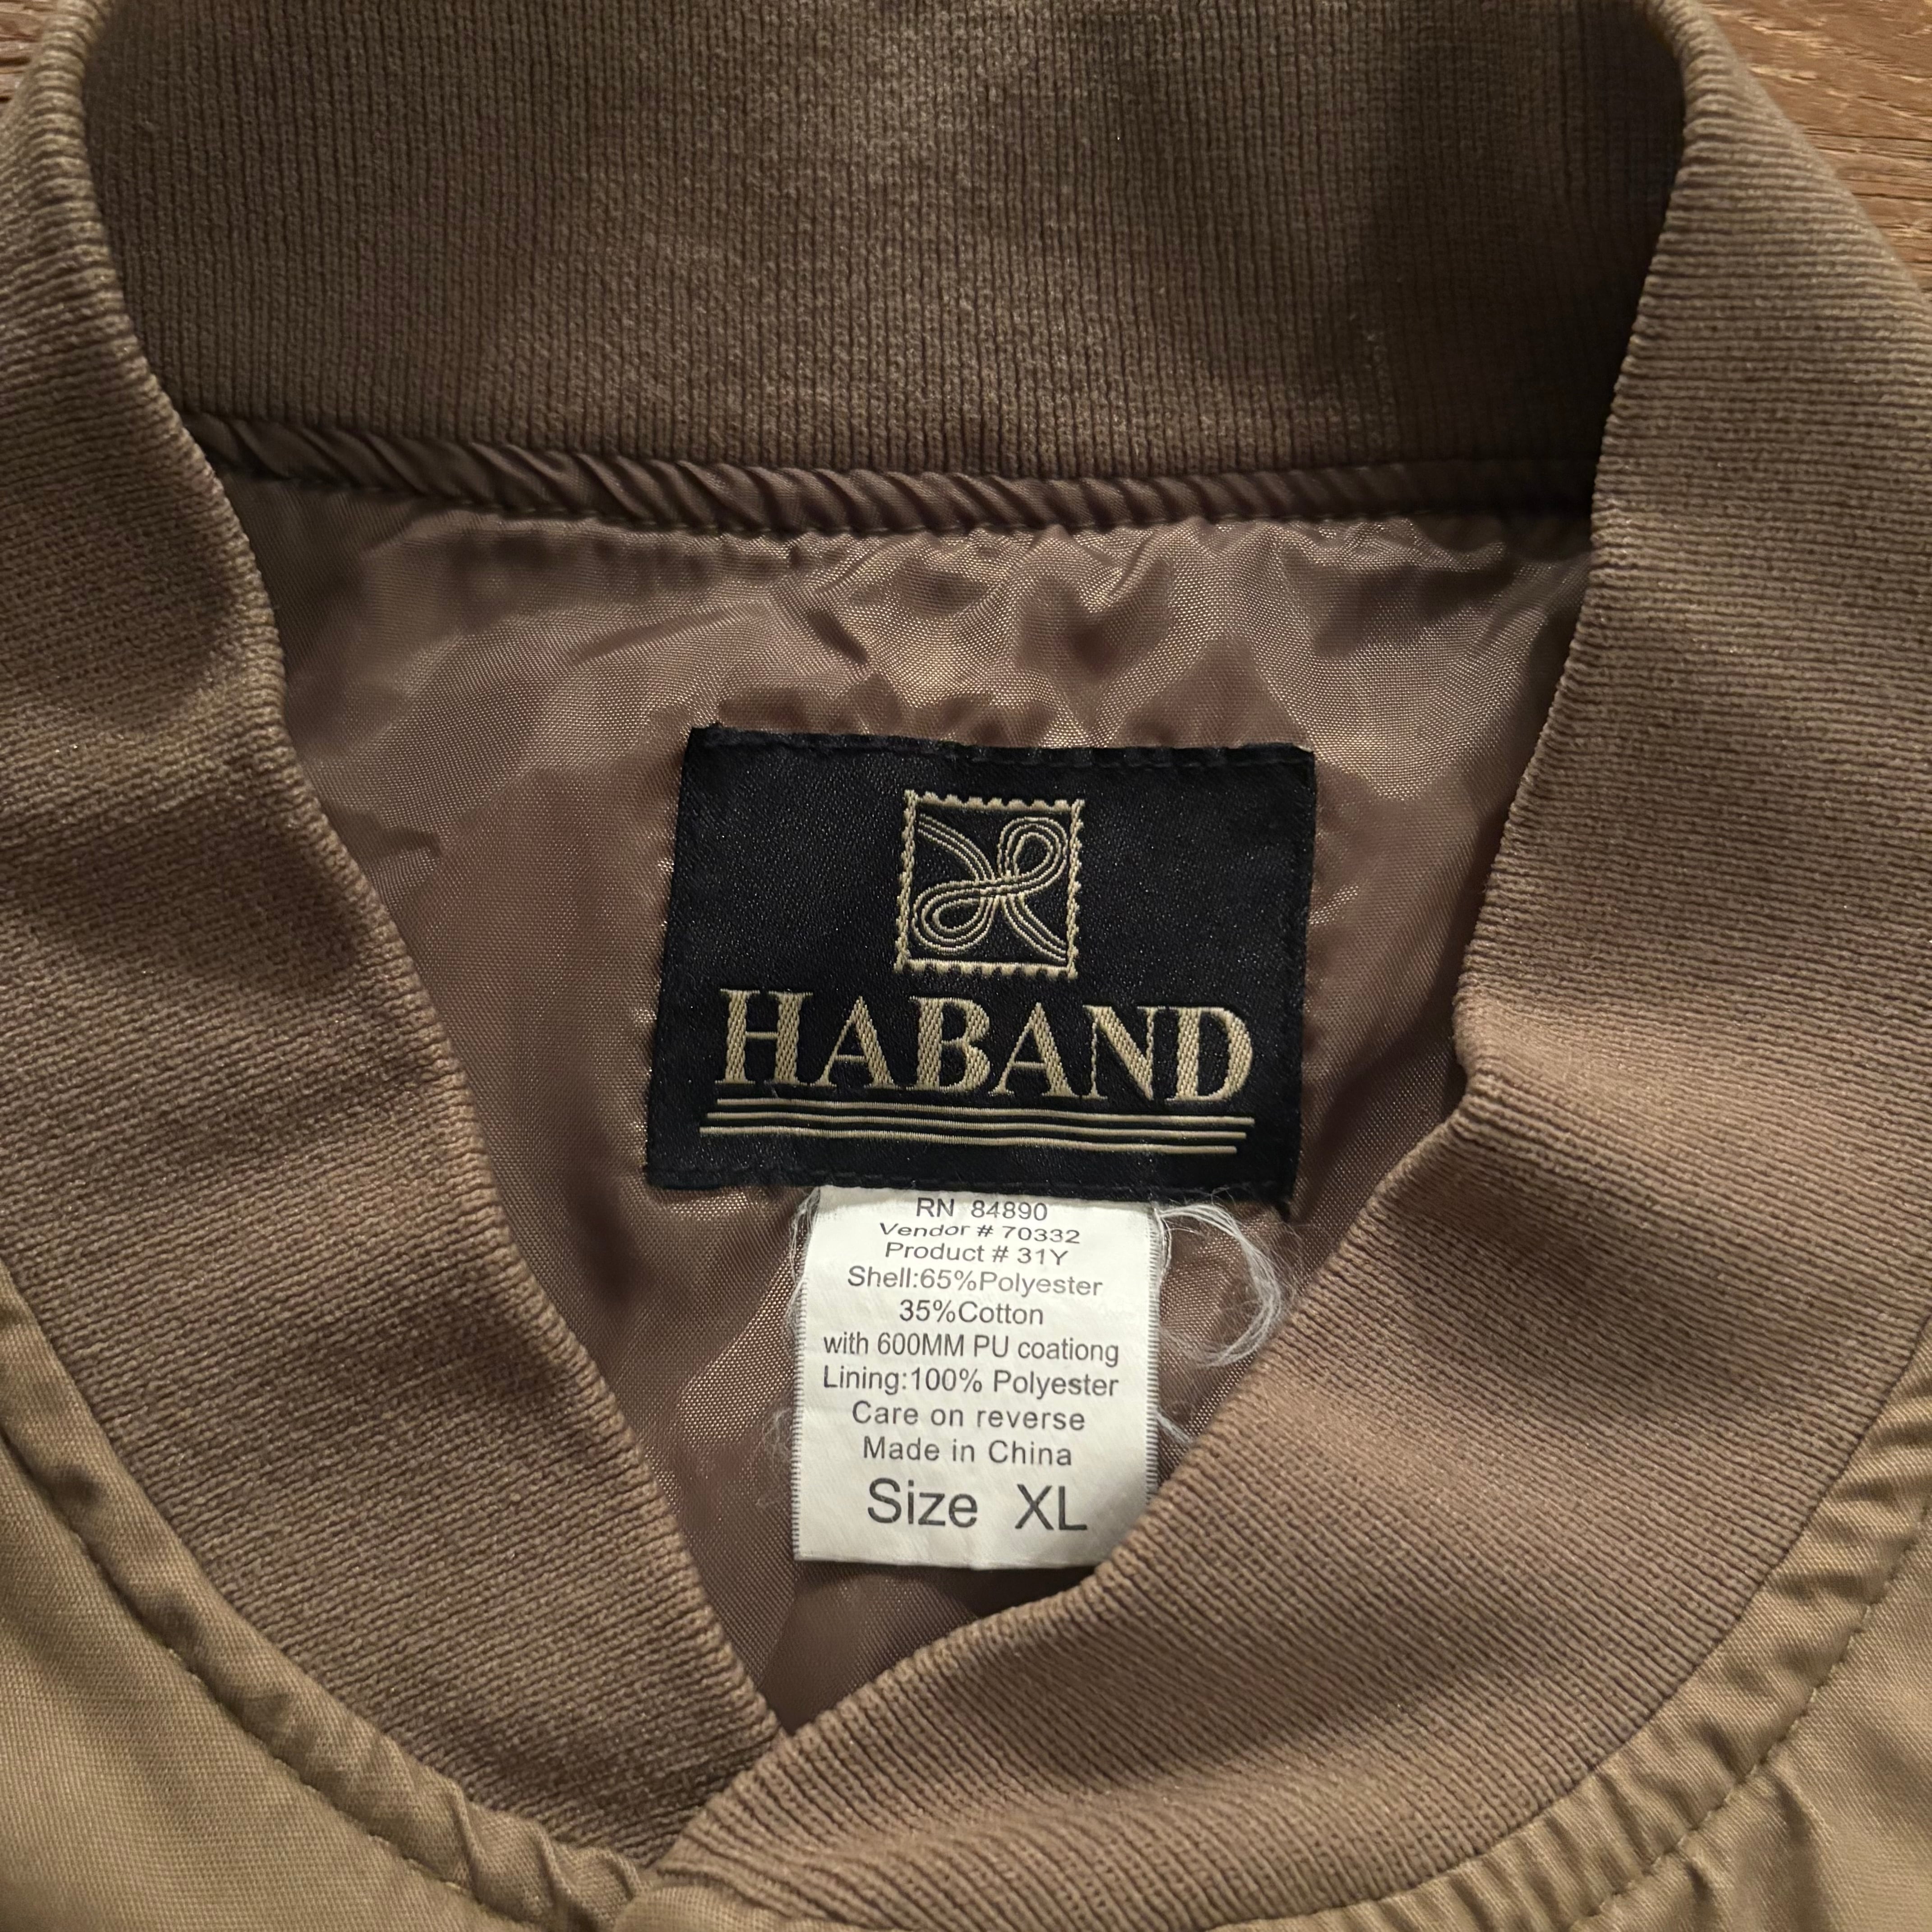 HABAND
RN 84890
Vendor # 70332
Product # 31Y
Shell:65%Polyester
35%Cotton
with 600MM PU coationg
Lining:100% Polyester
Care on reverse
Made in China
Size XL